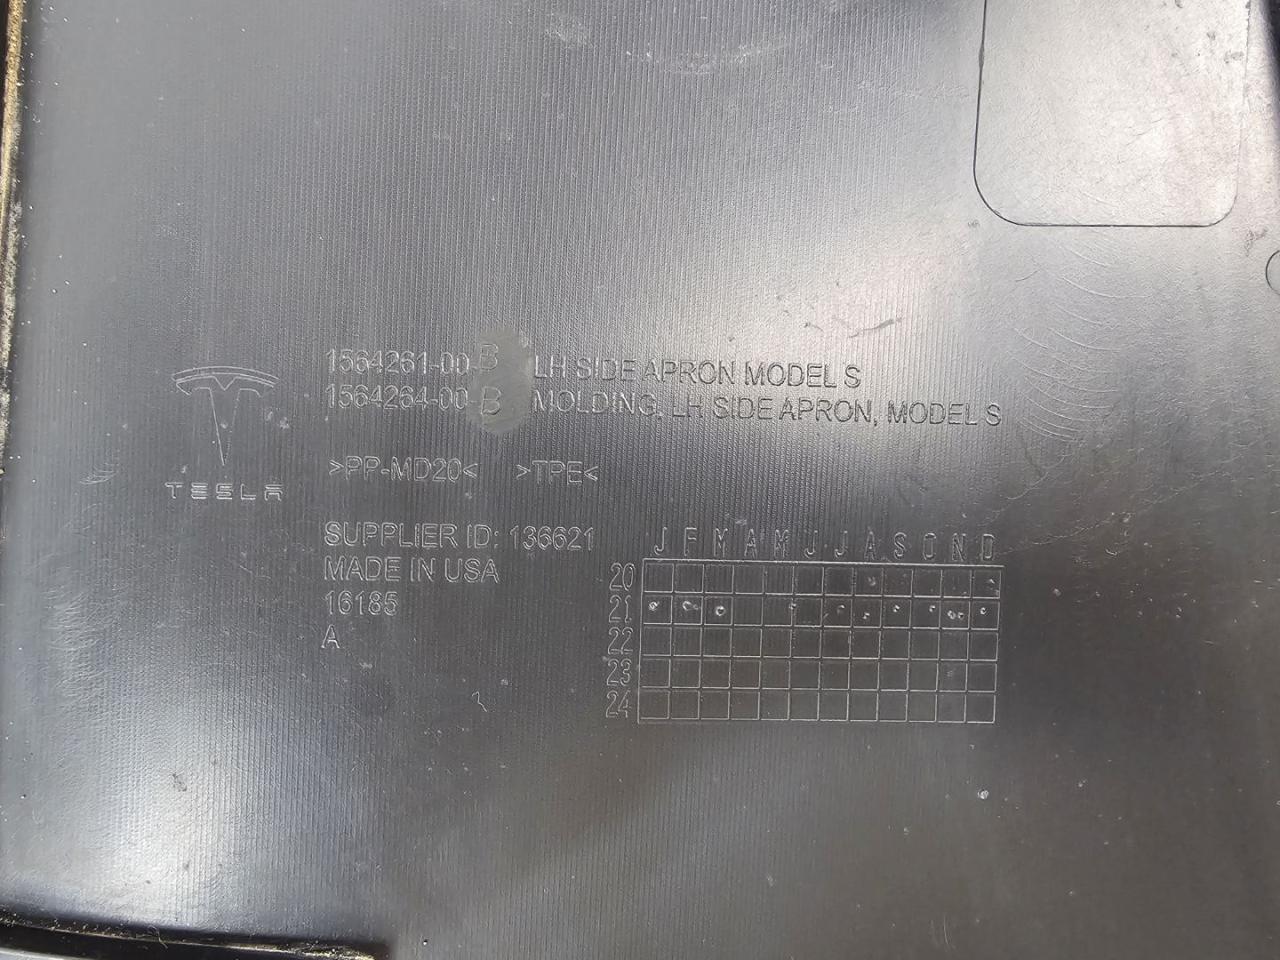 1564261-00-B LH SIDE APRON MODEL S
1564264-00-B MOLDING, LH SIDE APRON, MODEL S
TESLA
>PP-MD20< >TPE<
SUPPLIER ID: 136621
MADE IN USA
16185
A
J F M A M J J A S O N D
20
21
22
23
24